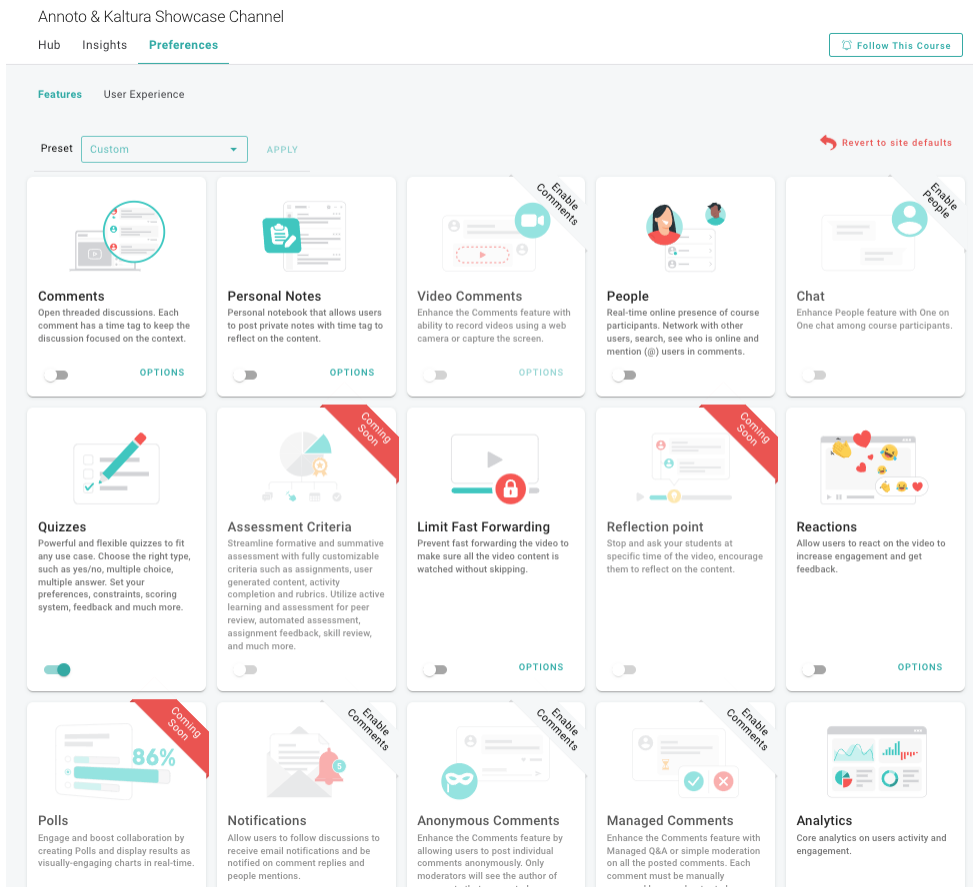 Annoto & Kaltura Showcase Channel
Hub Insights Preferences
Follow This Course
Features User Experience
Preset Custom APPLY
Revert to site defaults
Comments
Open threaded discussions. Each
comment has a time tag to keep the
discussion focused on the context.
OPTIONS
Personal Notes
Personal notebook that allows users
to post private notes with time tag to
reflect on the content.
OPTIONS
Enable
Comments
Video Comments
Enhance the Comments feature with
ability to record videos using a web
camera or capture the screen.
OPTIONS
People
Real-time online presence of course
participants. Network with other
users, search, see who is online and
mention (@) users in comments.
Enable
People
Chat
Enhance People feature with One on
One chat among course participants.
Quizzes
Powerful and flexible quizzes to fit
any use case. Choose the right type,
such as yes/no, multiple choice,
multiple answer. Set your
preferences, constraints, scoring
system, feedback and much more.
Coming
Soon
Assessment Criteria
Streamline formative and summative
assessment with fully customizable
criteria such as assignments, user
generated content, activity
completion and rubrics. Utilize active
learning and assessment for peer
review, automated assessment,
assignment feedback, skill review,
and much more.
Limit Fast Forwarding
Prevent fast forwarding the video to
make sure all the video content is
watched without skipping.
OPTIONS
Coming
Soon
Reflection point
Stop and ask your students at
specific time of the video, encourage
them to reflect on the content.
Reactions
Allow users to react on the video to
increase engagement and get
feedback.
OPTIONS
Coming
Soon
86%
Polls
Engage and boost collaboration by
creating Polls and display results as
visually-engaging charts in real-time.
Enable
Comments
5
Notifications
Allow users to follow discussions to
receive email notifications and be
notified on comment replies and
people mentions.
Enable
Comments
Anonymous Comments
Enhance the Comments feature by
allowing users to post individual
comments anonymously. Only
moderators will see the author of
Enable
Comments
Managed Comments
Enhance the Comments feature with
Managed Q&A or simple moderation
on all the posted comments. Each
comment must be manually
Analytics
Core analytics on users activity and
engagement.